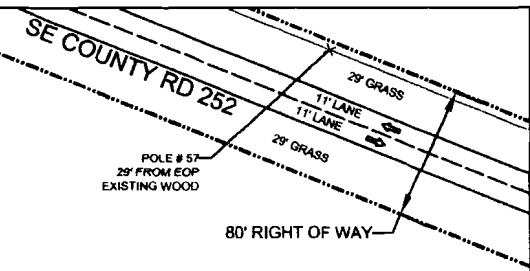 SE COUNTY RD 252
29' GRASS
11' LANE
11' LANE
29' GRASS
POLE # 57
29' FROM EOP
EXISTING WOOD
80' RIGHT OF WAY